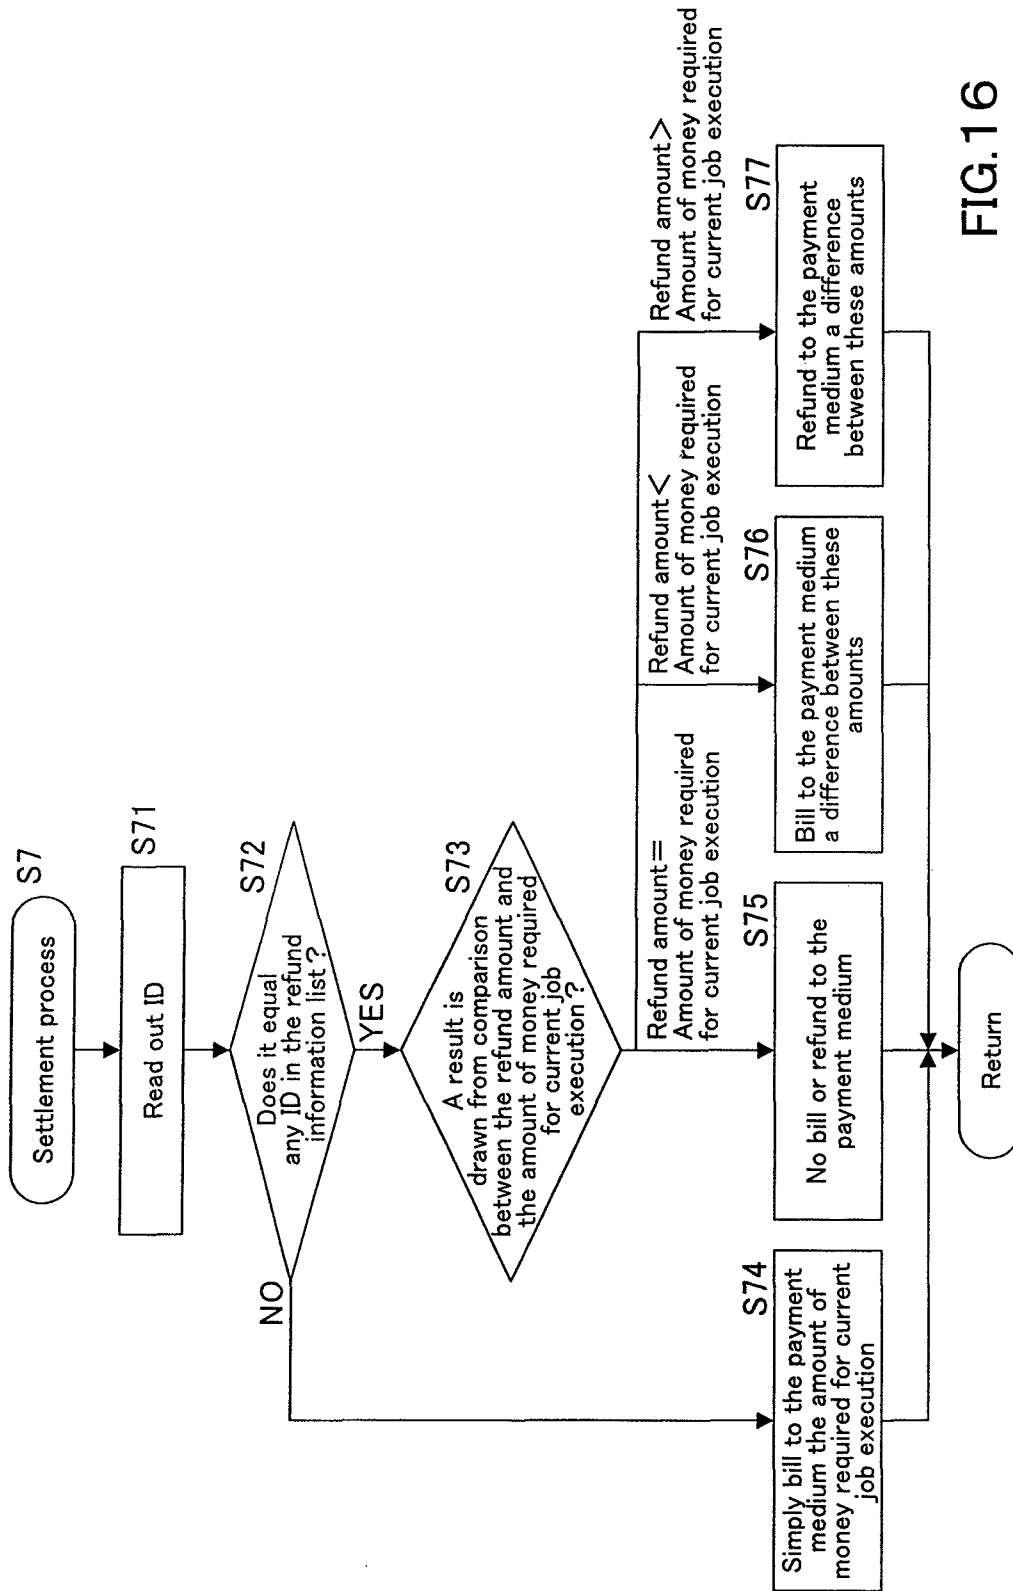 S7
Settlement process
S71
Read out ID
S72
Does it equal
any ID in the refund
information list?
NO
YES
S73
A result is
drawn from comparison
between the refund amount and
the amount of money required
for current job
execution?
Refund amount=
Amount of money required
for current job execution
Refund amount<
Amount of money required
for current job execution
Refund amount>
Amount of money required
for current job execution
S74
Simply bill to the payment
medium the amount of
money required for current
job execution
S75
No bill or refund to the
payment medium
S76
Bill to the payment medium
a difference between these
amounts
S77
Refund to the payment
medium a difference
between these amounts
Return
FIG.16